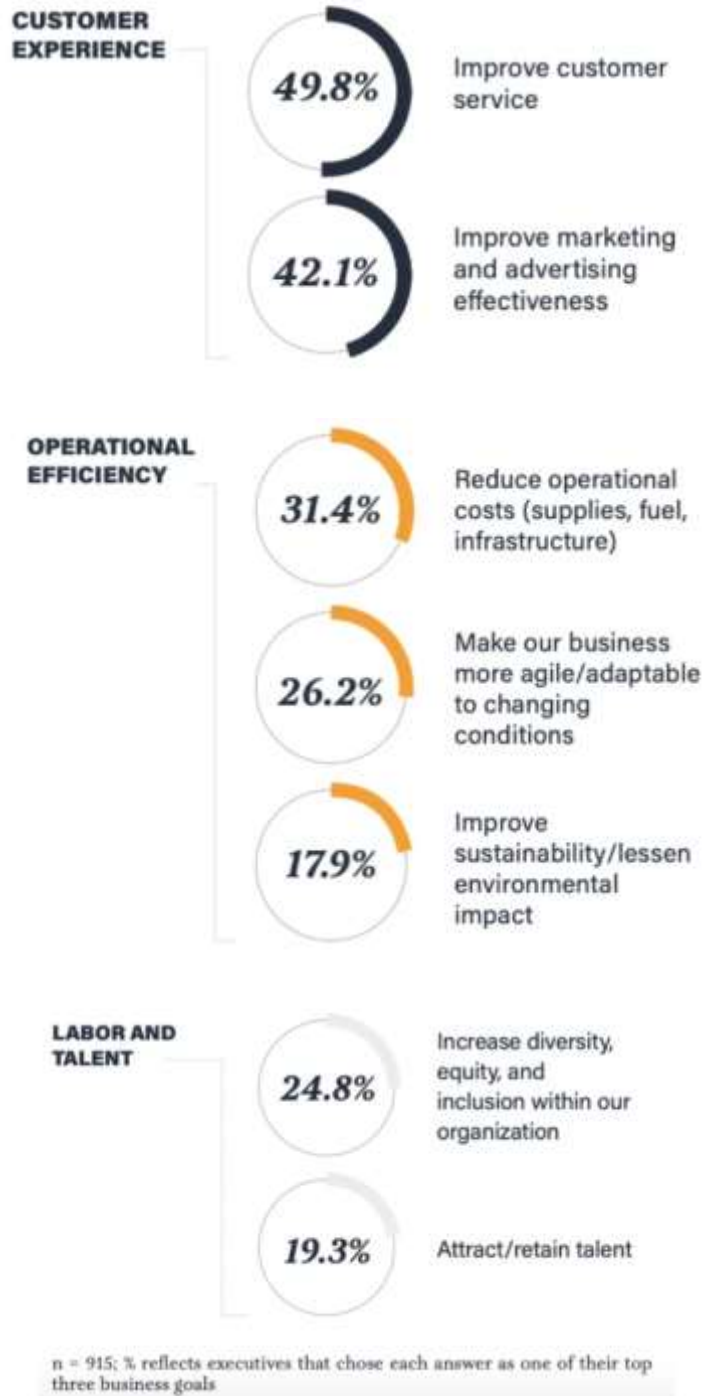 CUSTOMER
EXPERIENCE
49.8%
Improve customer
service
42.1%
Improve marketing
and advertising
effectiveness
OPERATIONAL
EFFICIENCY
31.4%
Reduce operational
costs (supplies, fuel,
infrastructure)
26.2%
Make our business
more agile/adaptable
to changing
conditions
17.9%
Improve
sustainability/lessen
environmental
impact
LABOR AND
TALENT
24.8%
Increase diversity,
equity, and
inclusion within our
organization
19.3%
Attract/retain talent
n = 915; % reflects executives that chose each answer as one of their top
three business goals